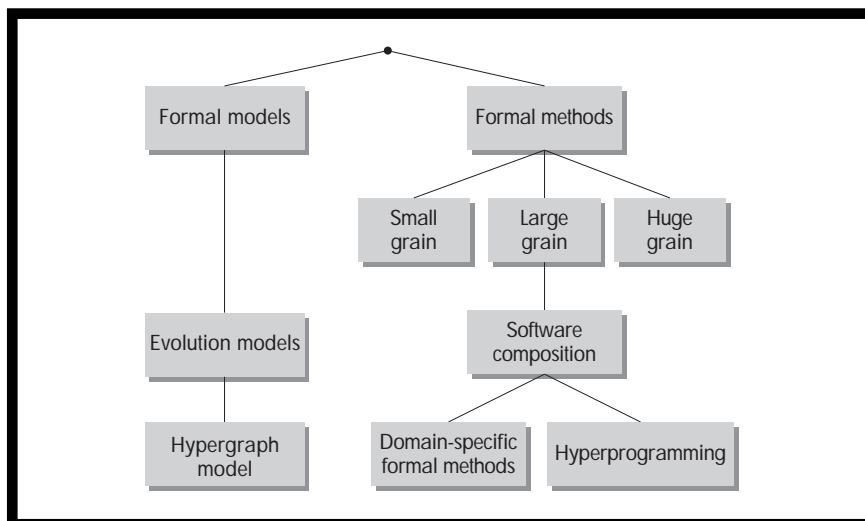 Formal models
Formal methods
Small
grain
Large
grain
Huge
grain
Evolution models
Software
composition
Hypergraph
model
Domain-specific
formal methods
Hyperprogramming